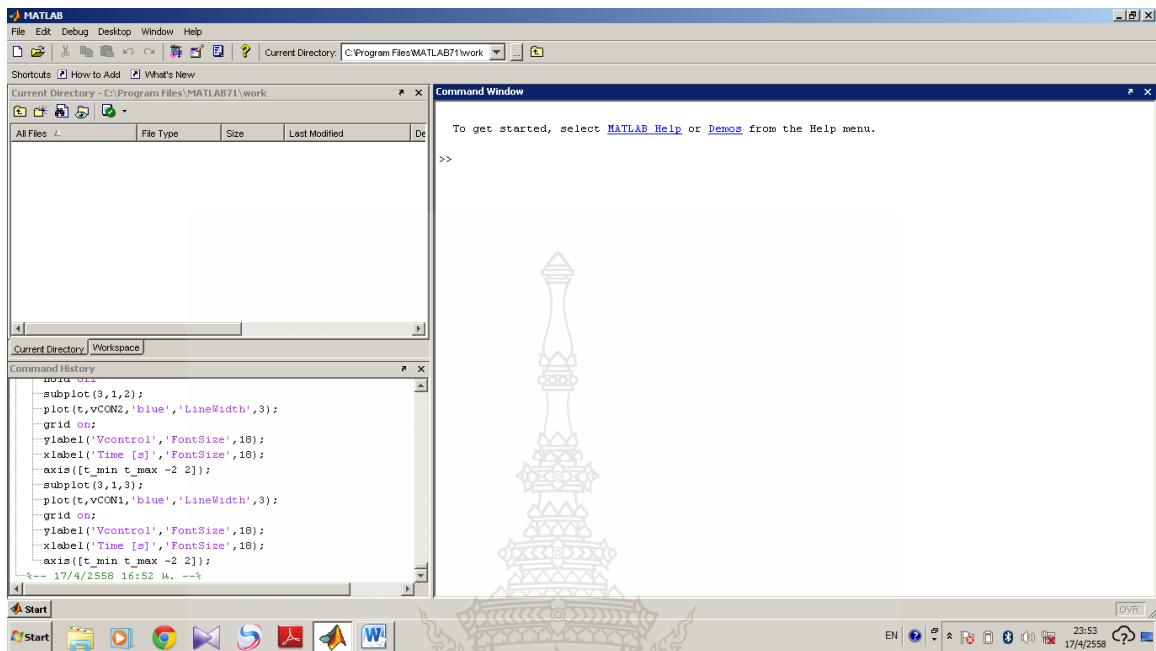 MATLAB
File Edit Debug Desktop Window Help
Current Directory: C:\Program Files\MATLAB71\work
Shortcuts How to Add What's New
Current Directory - C:\Program Files\MATLAB71\work
All Files File Type Size Last Modified De
Current Directory Workspace
Command History
hold off
subplot(3,1,2);
plot(t,vCON2,'blue','LineWidth',3);
grid on;
ylabel('Vcontrol','FontSize',18);
xlabel('Time [s]','FontSize',18);
axis([t_min t_max -2 2]);
subplot(3,1,3);
plot(t,vCON1,'blue','LineWidth',3);
grid on;
ylabel('Vcontrol','FontSize',18);
xlabel('Time [s]','FontSize',18);
axis([t_min t_max -2 2]);
%-- 17/4/2558 16:52 น. --%
Command Window
To get started, select MATLAB Help or Demos from the Help menu.
>>
Start
OVR
Start
EN
23:53
17/4/2558